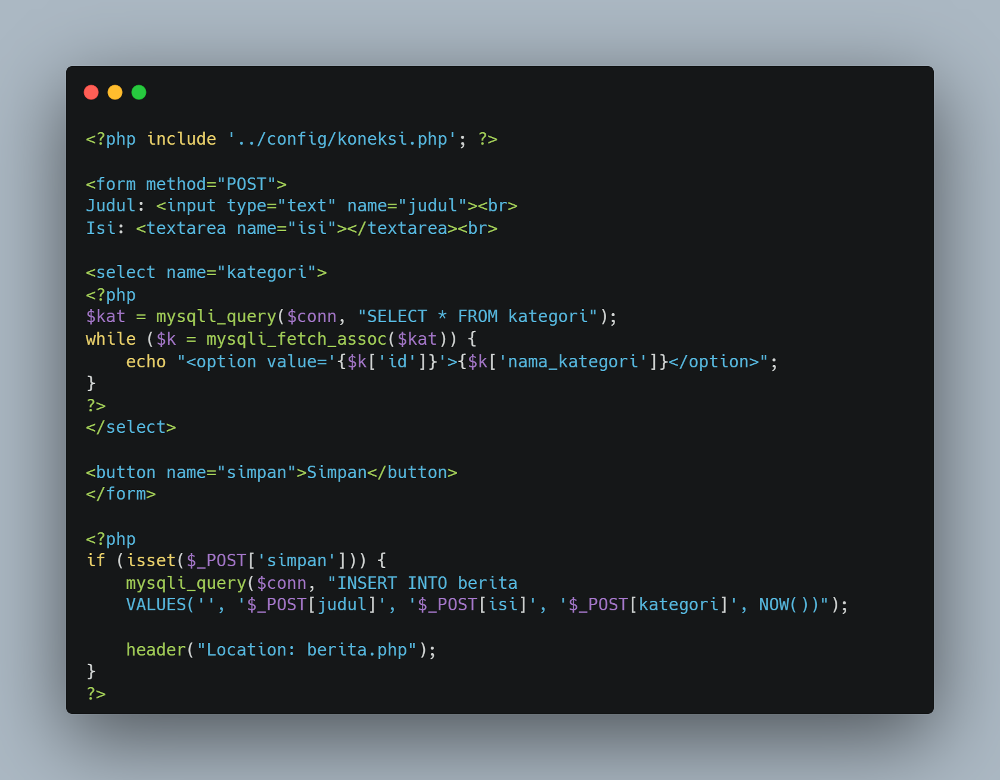 <?php include '../config/koneksi.php'; ?>
<form method="POST">
Judul: <input type="text" name="judul"><br>
Isi: <textarea name="isi"></textarea><br>
<select name="kategori">
<?php
$kat = mysqli_query($conn, "SELECT * FROM kategori");
while ($k = mysqli_fetch_assoc($kat)) {
    echo "<option value='{$k['id']}'>{$k['nama_kategori']}</option>";
}
?>
</select>
<button name="simpan">Simpan</button>
</form>
<?php
if (isset($_POST['simpan'])) {
    mysqli_query($conn, "INSERT INTO berita
    VALUES('', '$_POST[judul]', '$_POST[isi]', '$_POST[kategori]', NOW())");
    header("Location: berita.php");
}
?>